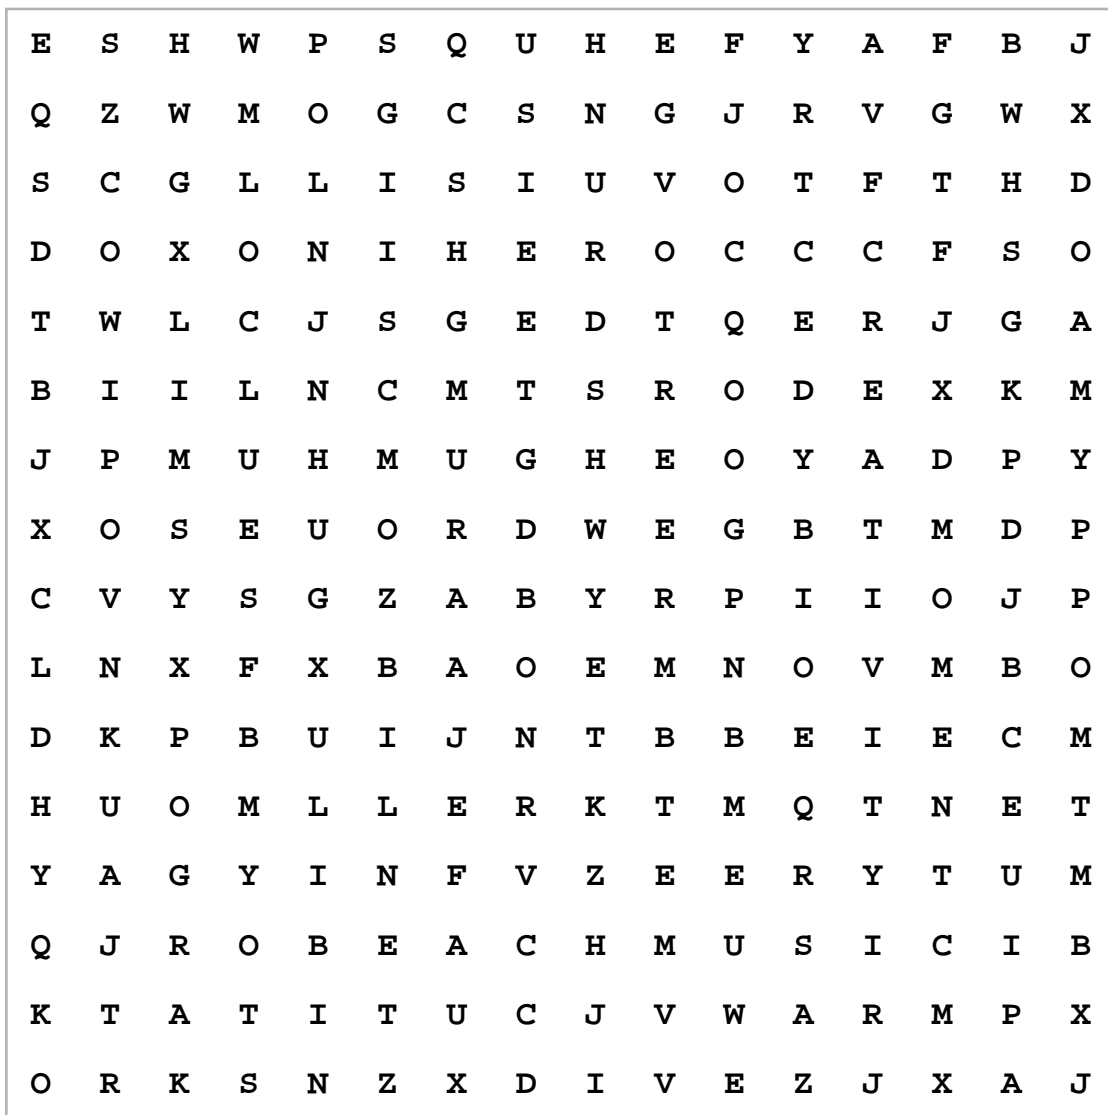 E S H W P S Q U H E F Y A F B J
Q Z W M O G C S N G J R V G W X
S C G L L I S I U V O T F T H D
D O X O N I H E R O C C C F S O
T W L C J S G E D T Q E R J G A
B I I L N C M T S R O D E X K M
J P M U H M U G H E O Y A D P Y
X O S E U O R D W E G B T M D P
C V Y S G Z A B Y R P I I O J P
L N X F X B A O E M N O V M B O
D K P B U I J N T B B E I E C M
H U O M L L E R K T M Q T N E T
Y A G Y I N F V Z E E R Y T U M
Q J R O B E A C H M U S I C I B
K T A T I T U C J V W A R M P X
O R K S N Z X D I V E Z J X A J